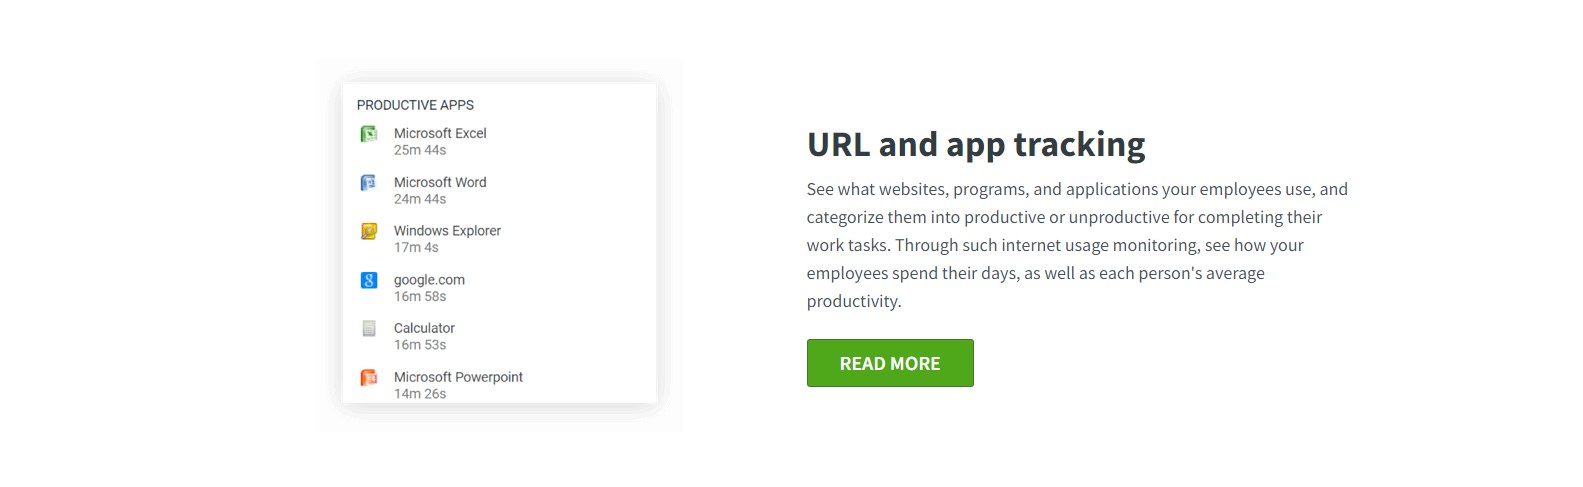 PRODUCTIVE APPS
Microsoft Excel
25m 44s
Microsoft Word
24m 44s
Windows Explorer
17m 4s
google.com
16m 58s
Calculator
16m 53s
Microsoft Powerpoint
14m 26s
URL and app tracking
See what websites, programs, and applications your employees use, and
categorize them into productive or unproductive for completing their
work tasks. Through such internet usage monitoring, see how your
employees spend their days, as well as each person's average
productivity.
READ MORE